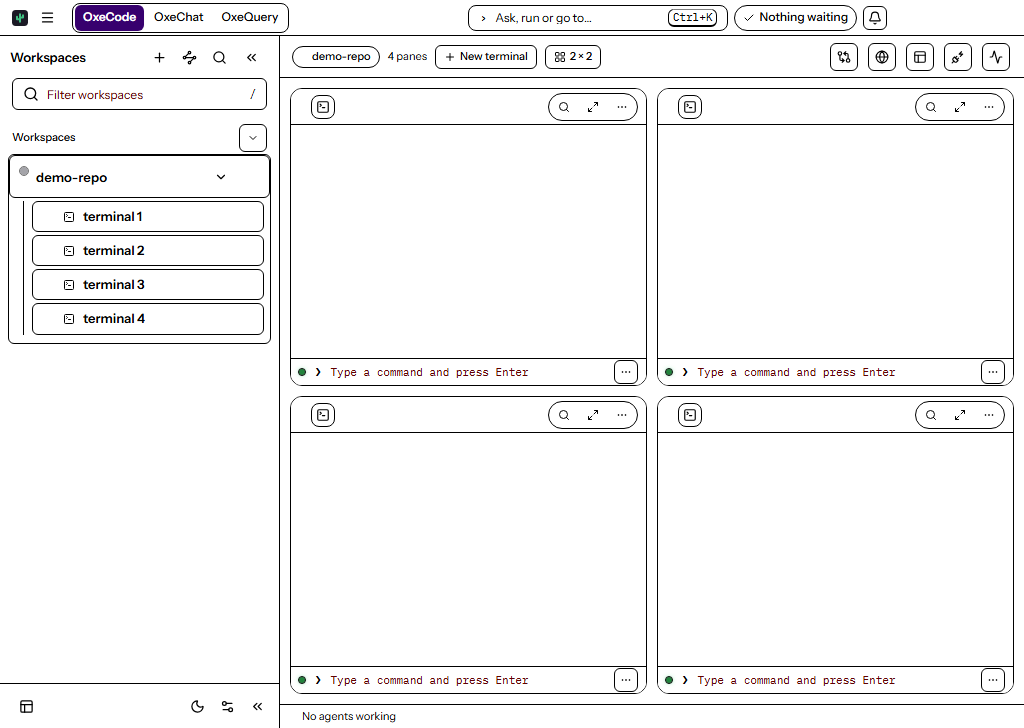 OxeCode OxeChat OxeQuery
Ask, run or go to... Ctrl+K
Nothing waiting
Workspaces
Filter workspaces /
Workspaces
demo-repo
terminal 1
terminal 2
terminal 3
terminal 4
demo-repo 4 panes + New terminal 2×2
❯ Type a command and press Enter
❯ Type a command and press Enter
❯ Type a command and press Enter
❯ Type a command and press Enter
No agents working